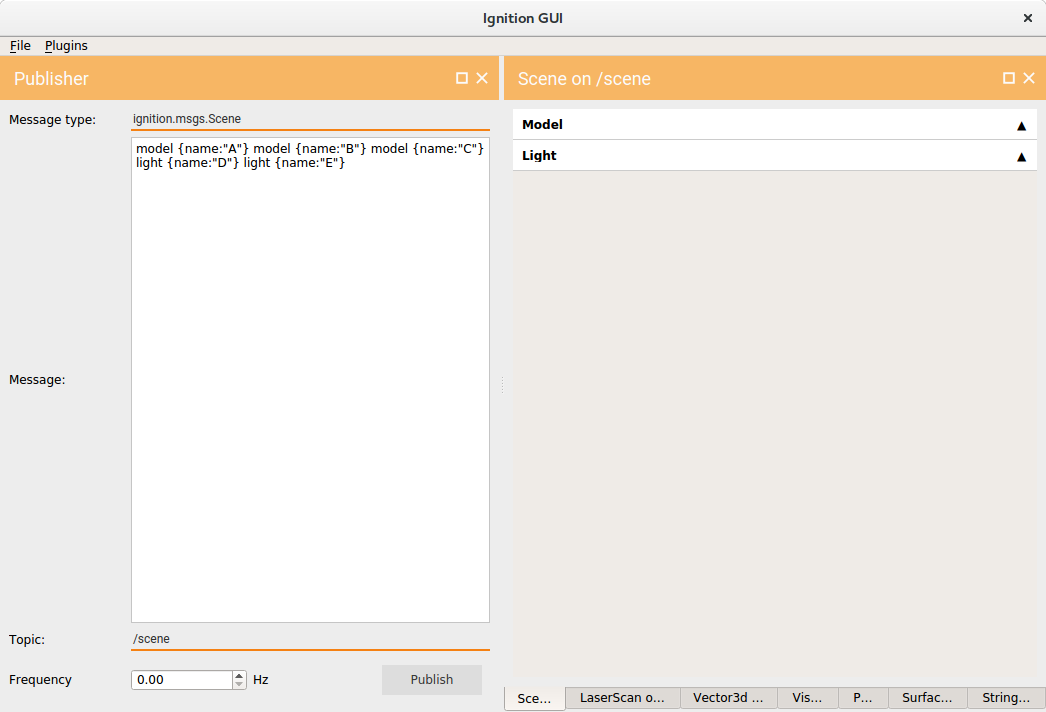 Ignition GUI
File Plugins
Publisher
Message type: ignition.msgs.Scene
Message:
model {name:"A"} model {name:"B"} model {name:"C"}
light {name:"D"} light {name:"E"}
Topic: /scene
Frequency 0.00 Hz Publish
Scene on /scene
Model
Light
Sce... LaserScan o... Vector3d ... Vis... P... Surfac... String...